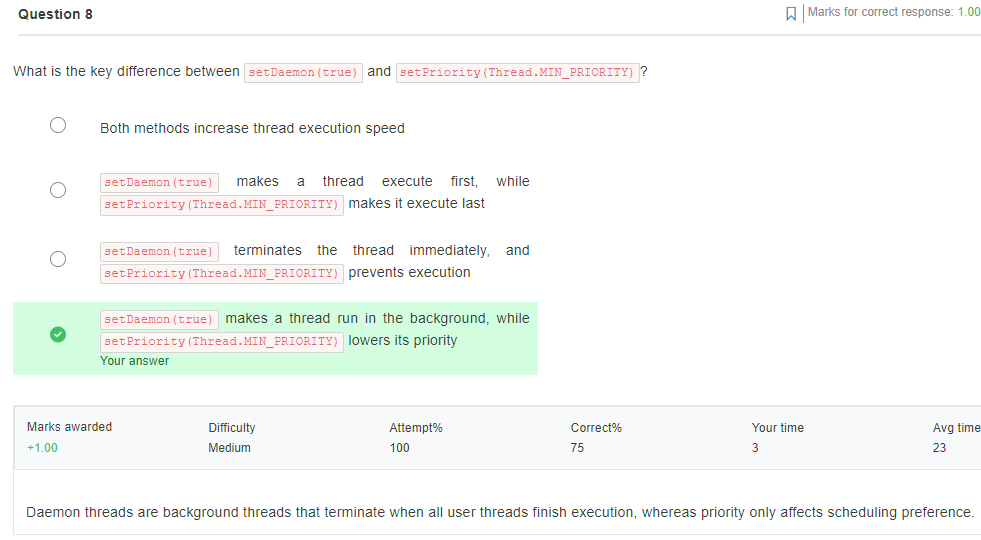 Question 8
Marks for correct response: 1.00
What is the key difference between setDaemon(true) and setPriority(Thread.MIN_PRIORITY) ?
Both methods increase thread execution speed
setDaemon(true) makes a thread execute first, while
setPriority(Thread.MIN_PRIORITY) makes it execute last
setDaemon(true) terminates the thread immediately, and
setPriority(Thread.MIN_PRIORITY) prevents execution
setDaemon(true) makes a thread run in the background, while
setPriority(Thread.MIN_PRIORITY) lowers its priority
Your answer
Marks awarded Difficulty Attempt% Correct% Your time Avg time
+1.00 Medium 100 75 3 23
Daemon threads are background threads that terminate when all user threads finish execution, whereas priority only affects scheduling preference.